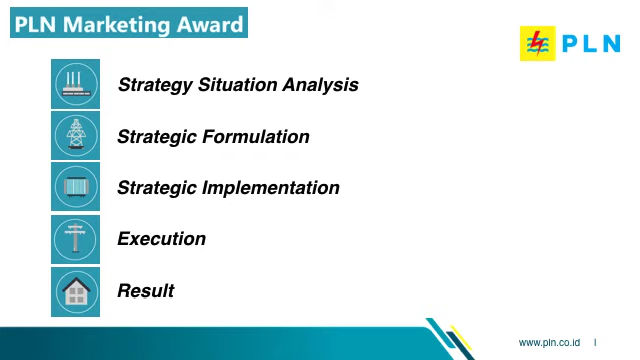 PLN Marketing Award
PLN
Strategy Situation Analysis
Strategic Formulation
Strategic Implementation
Execution
Result
www.pln.co.id |